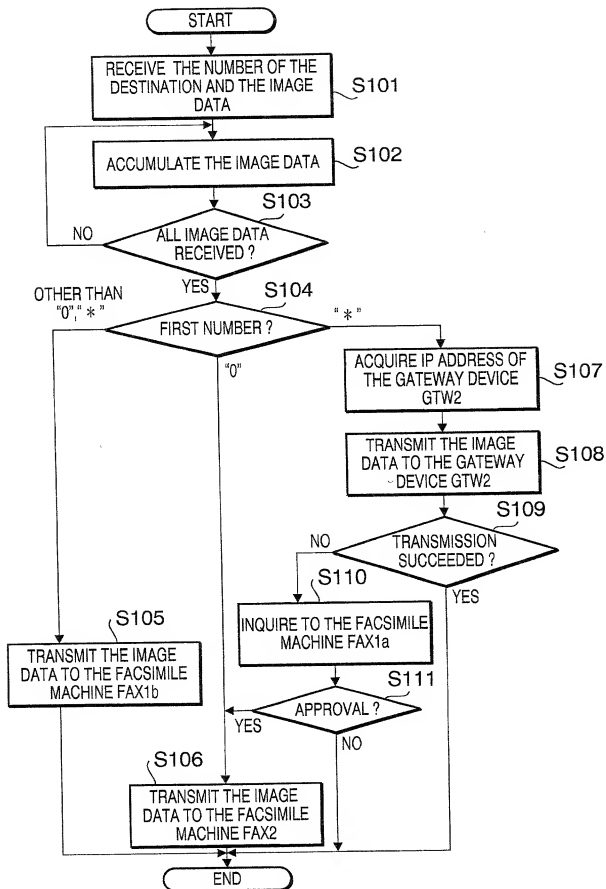 START
RECEIVE THE NUMBER OF THE
DESTINATION AND THE IMAGE
DATA
S101
ACCUMULATE THE IMAGE DATA
S102
S103
ALL IMAGE DATA
RECEIVED ?
NO
YES
S104
OTHER THAN
"0", " * "
FIRST NUMBER ?
" * "
"0"
ACQUIRE IP ADDRESS OF
THE GATEWAY DEVICE
GTW2
S107
TRANSMIT THE IMAGE
DATA TO THE GATEWAY
DEVICE GTW2
S108
S109
TRANSMISSION
SUCCEEDED ?
NO
YES
S110
INQUIRE TO THE FACSIMILE
MACHINE FAX1a
S105
TRANSMIT THE IMAGE
DATA TO THE FACSIMILE
MACHINE FAX1b
S111
APPROVAL ?
YES
NO
S106
TRANSMIT THE IMAGE
DATA TO THE FACSIMILE
MACHINE FAX2
END